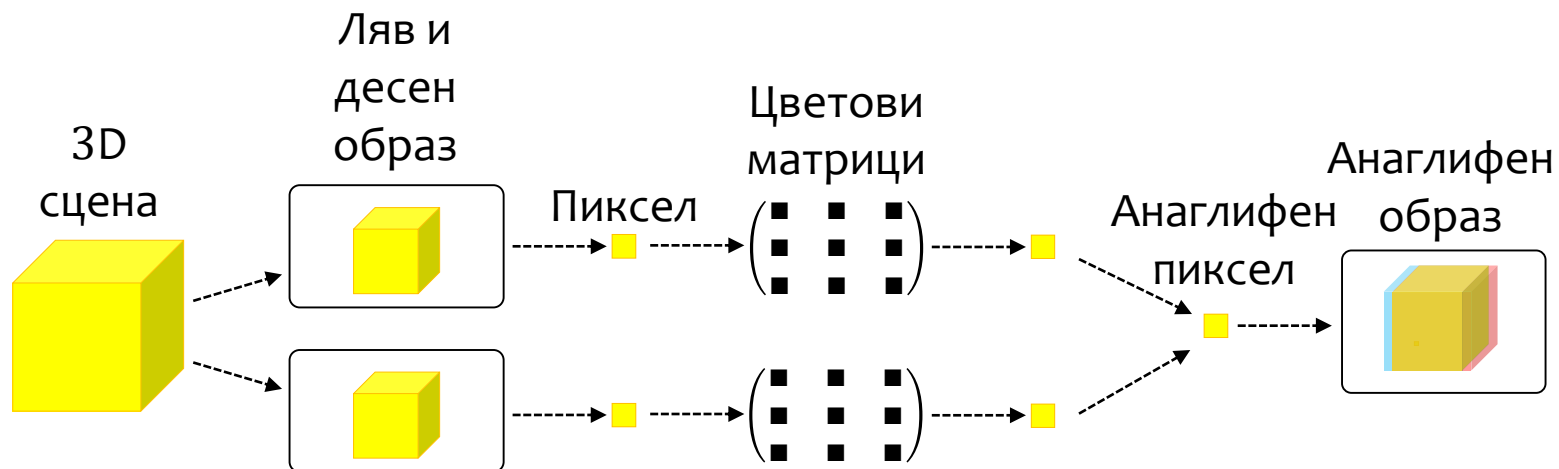 3D
сцена
Ляв и
десен
образ
Пиксел
Цветови
матрици
Анаглифен
пиксел
Анаглифен
образ